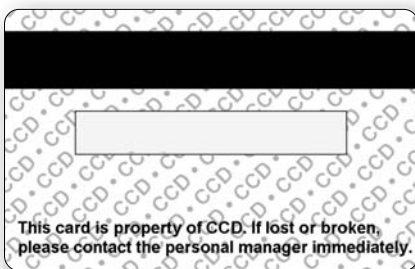 This card is property of CCD. If lost or broken,
please contact the personal manager immediately.